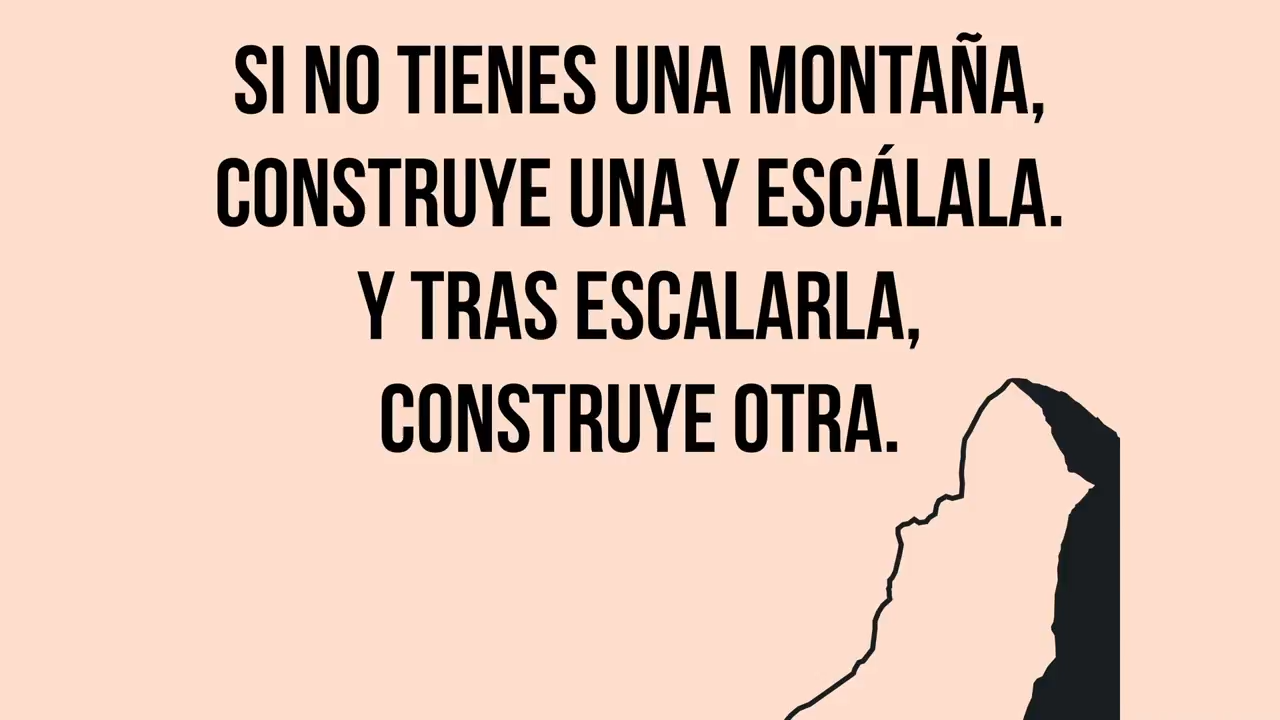 SI NO TIENES UNA MONTAÑA,
CONSTRUYE UNA Y ESCÁLALA.
Y TRAS ESCALARLA,
CONSTRUYE OTRA.